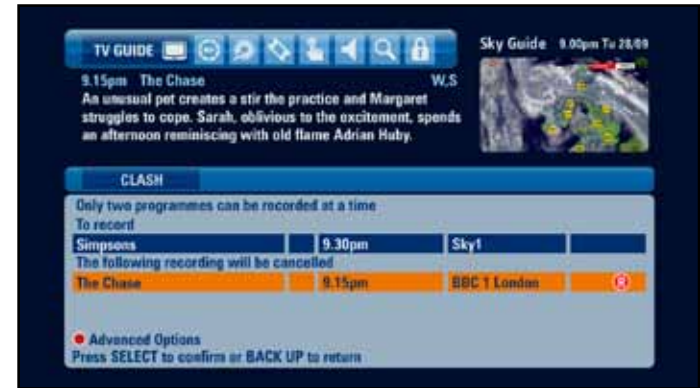 TV GUIDE
Sky Guide 9.00pm Tu 28/09
9.15pm The Chase W,S
An unusual pet creates a stir the practice and Margaret
struggles to cope. Sarah, oblivious to the excitement, spends
an afternoon reminiscing with old flame Adrian Huby.
CLASH
Only two programmes can be recorded at a time
To record
Simpsons 9.30pm Sky1
The following recording will be cancelled
The Chase 9.15pm BBC 1 London R
Advanced Options
Press SELECT to confirm or BACK UP to return